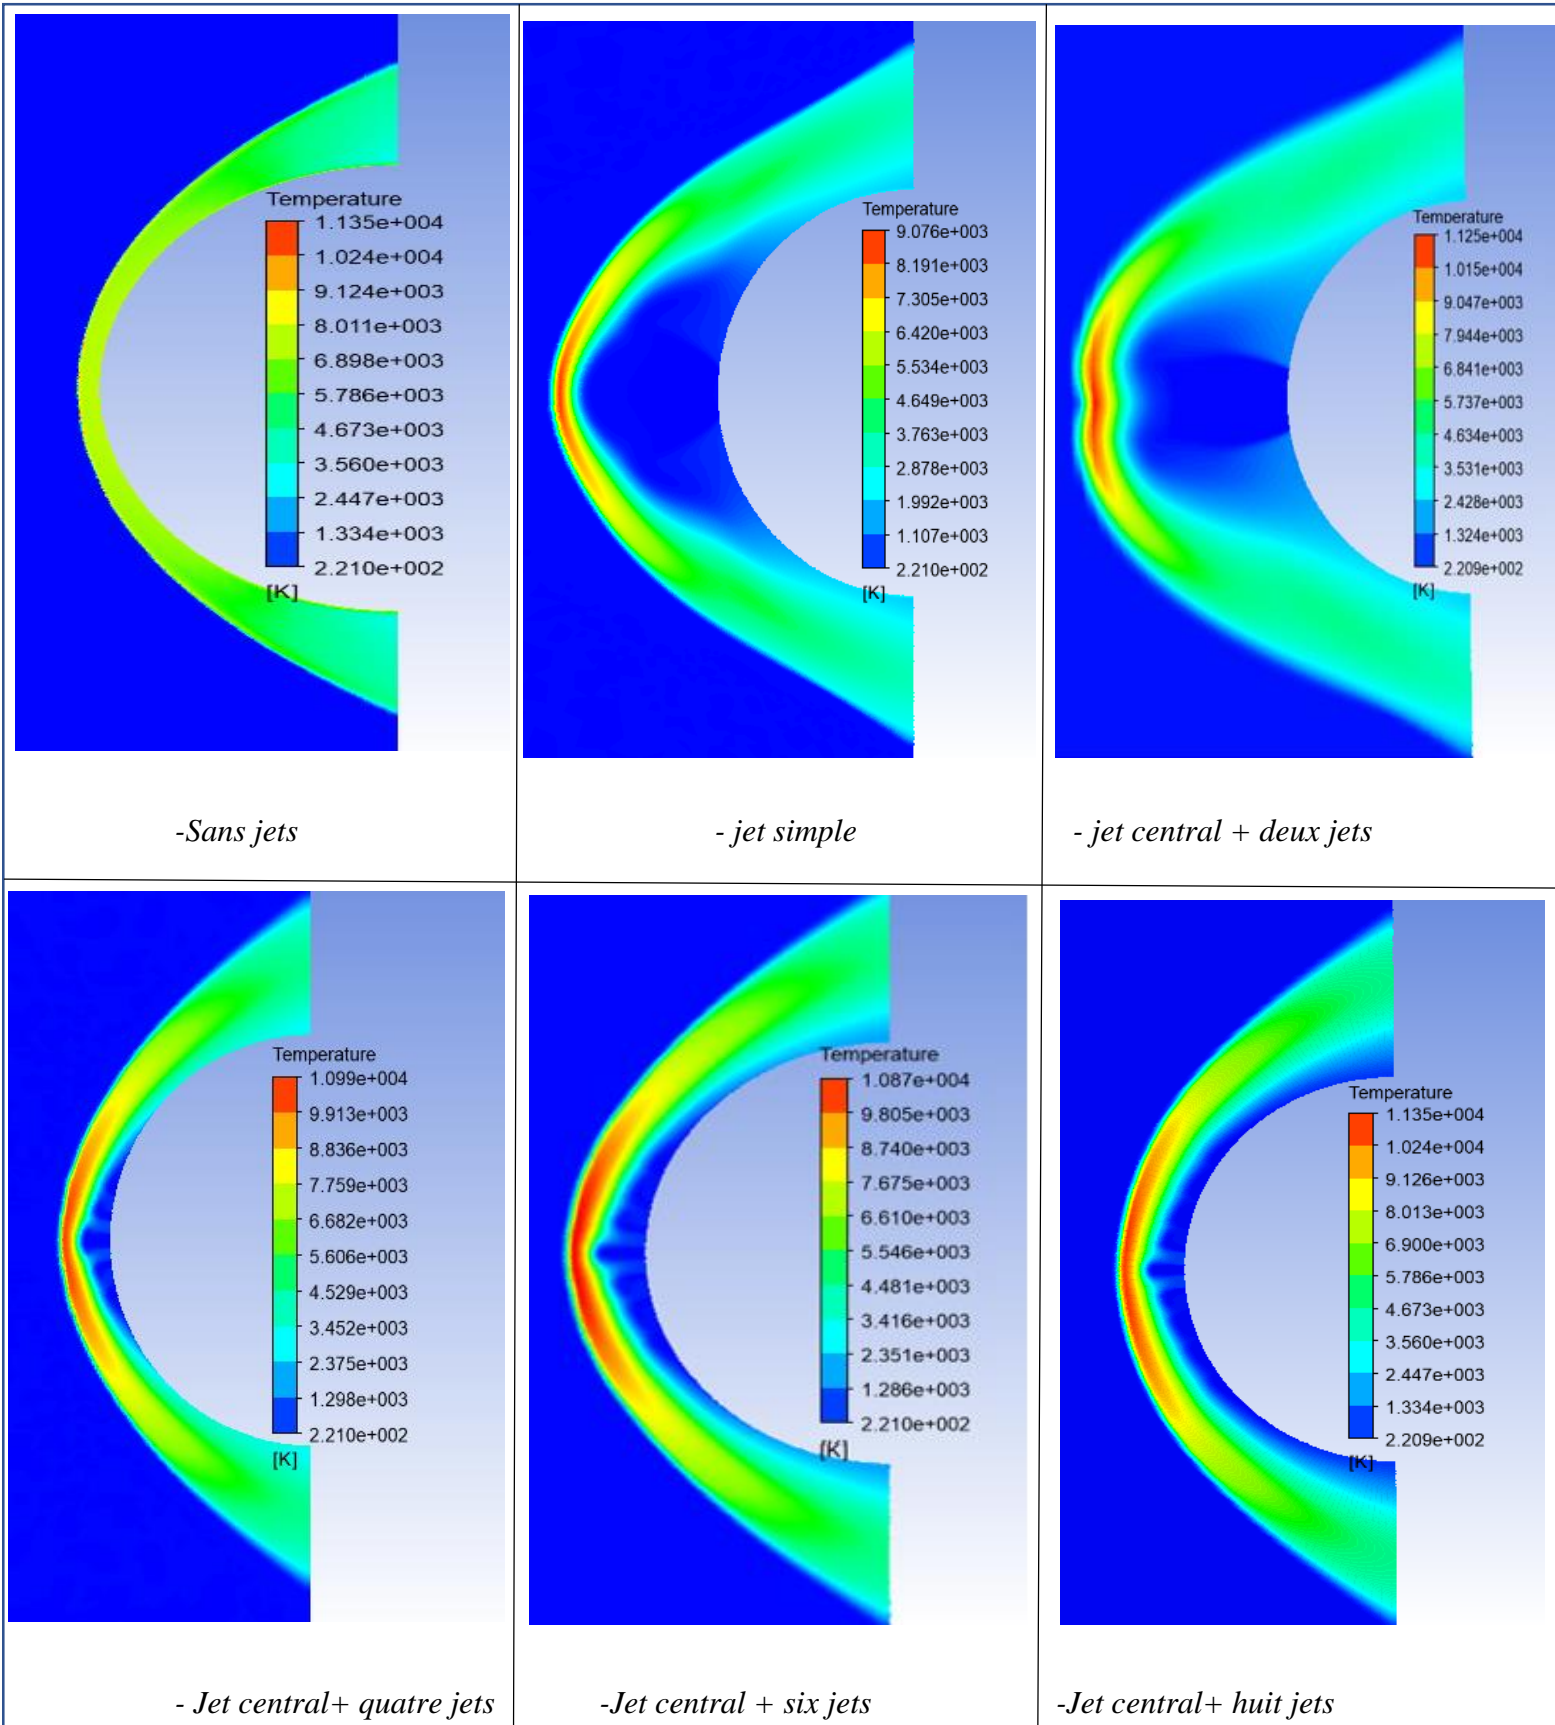 Temperature
1.135e+004
1.024e+004
9.124e+003
8.011e+003
6.898e+003
5.786e+003
4.673e+003
3.560e+003
2.447e+003
1.334e+003
2.210e+002
[K]
-Sans jets
Temperature
9.076e+003
8.191e+003
7.305e+003
6.420e+003
5.534e+003
4.649e+003
3.763e+003
2.878e+003
1.992e+003
1.107e+003
2.210e+002
[K]
- jet simple
Temperature
1.125e+004
1.015e+004
9.047e+003
7.944e+003
6.841e+003
5.737e+003
4.634e+003
3.531e+003
2.428e+003
1.324e+003
2.209e+002
[K]
- jet central + deux jets
Temperature
1.099e+004
9.913e+003
8.836e+003
7.759e+003
6.682e+003
5.606e+003
4.529e+003
3.452e+003
2.375e+003
1.298e+003
2.210e+002
[K]
- Jet central+ quatre jets
Temperature
1.087e+004
9.805e+003
8.740e+003
7.675e+003
6.610e+003
5.546e+003
4.481e+003
3.416e+003
2.351e+003
1.286e+003
2.210e+002
[K]
-Jet central + six jets
Temperature
1.135e+004
1.024e+004
9.126e+003
8.013e+003
6.900e+003
5.786e+003
4.673e+003
3.560e+003
2.447e+003
1.334e+003
2.209e+002
[K]
-Jet central+ huit jets